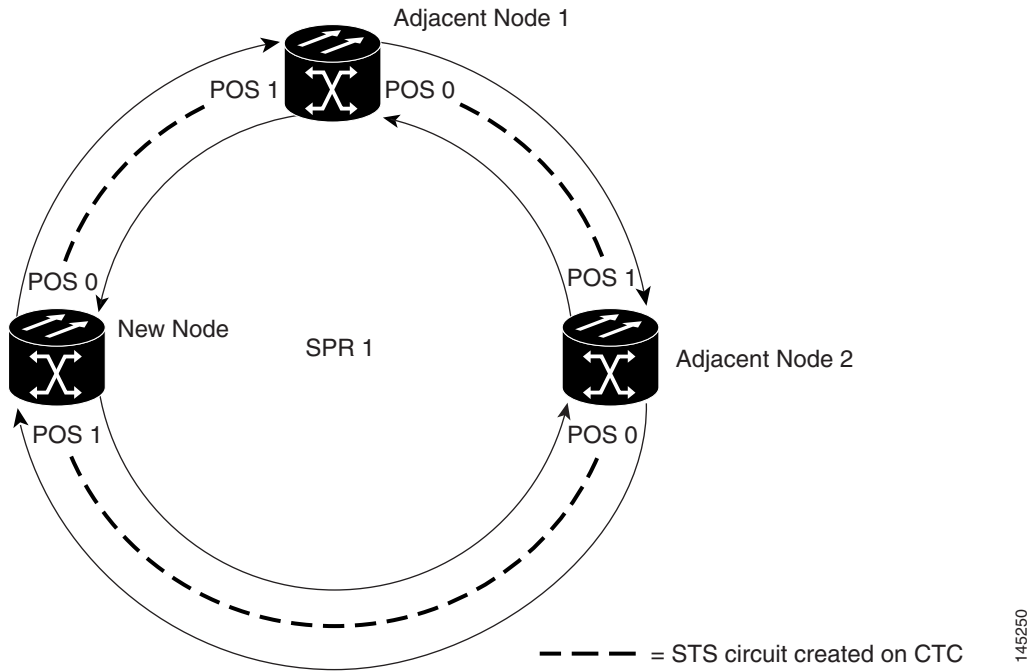 Adjacent Node 1
POS 1
POS 0
POS 0
POS 1
New Node
SPR 1
Adjacent Node 2
POS 1
POS 0
= STS circuit created on CTC
145250